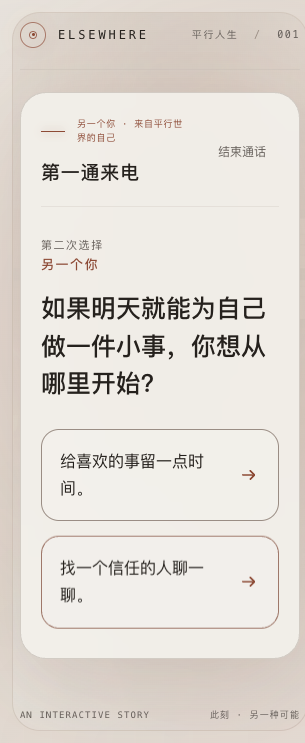 ELSEWHERE
平行人生 / 001
另一个你 · 来自平行世
界的自己
结束通话
第一通来电
第二次选择
另一个你
如果明天就能为自己
做一件小事，你想从
哪里开始?
给喜欢的事留一点时
间。
找一个信任的人聊一
聊。
AN INTERACTIVE STORY
此刻 · 另一种可能